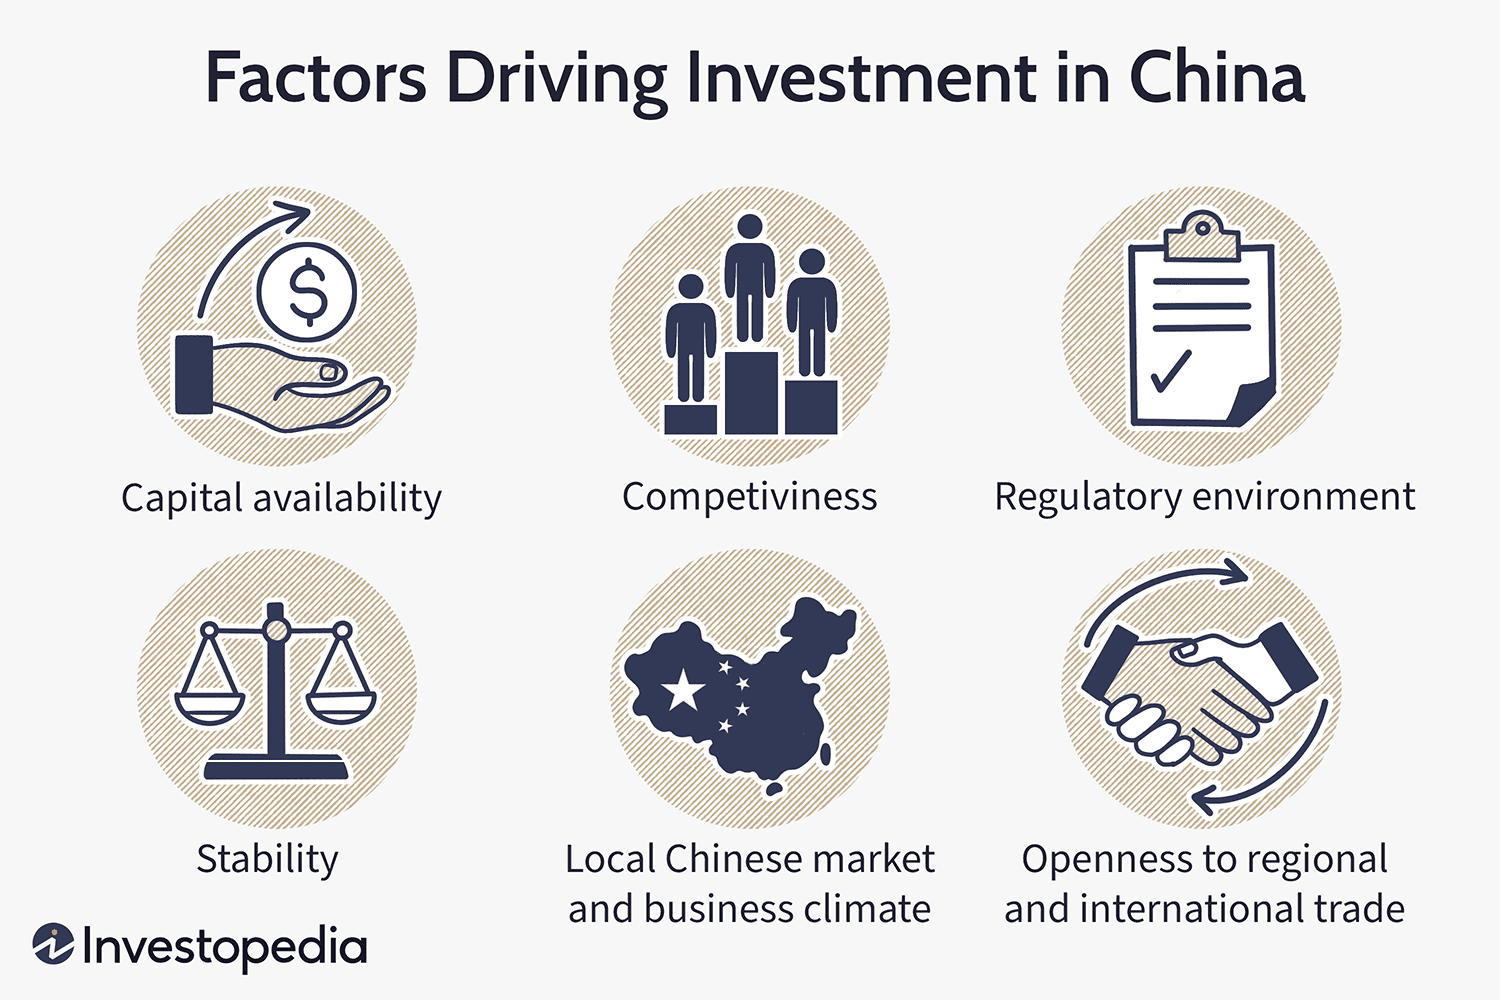 Factors Driving Investment in China
$
Capital availability
Competiviness
Regulatory environment
Stability
Local Chinese market
and business climate
Openness to regional
and international trade
Investopedia